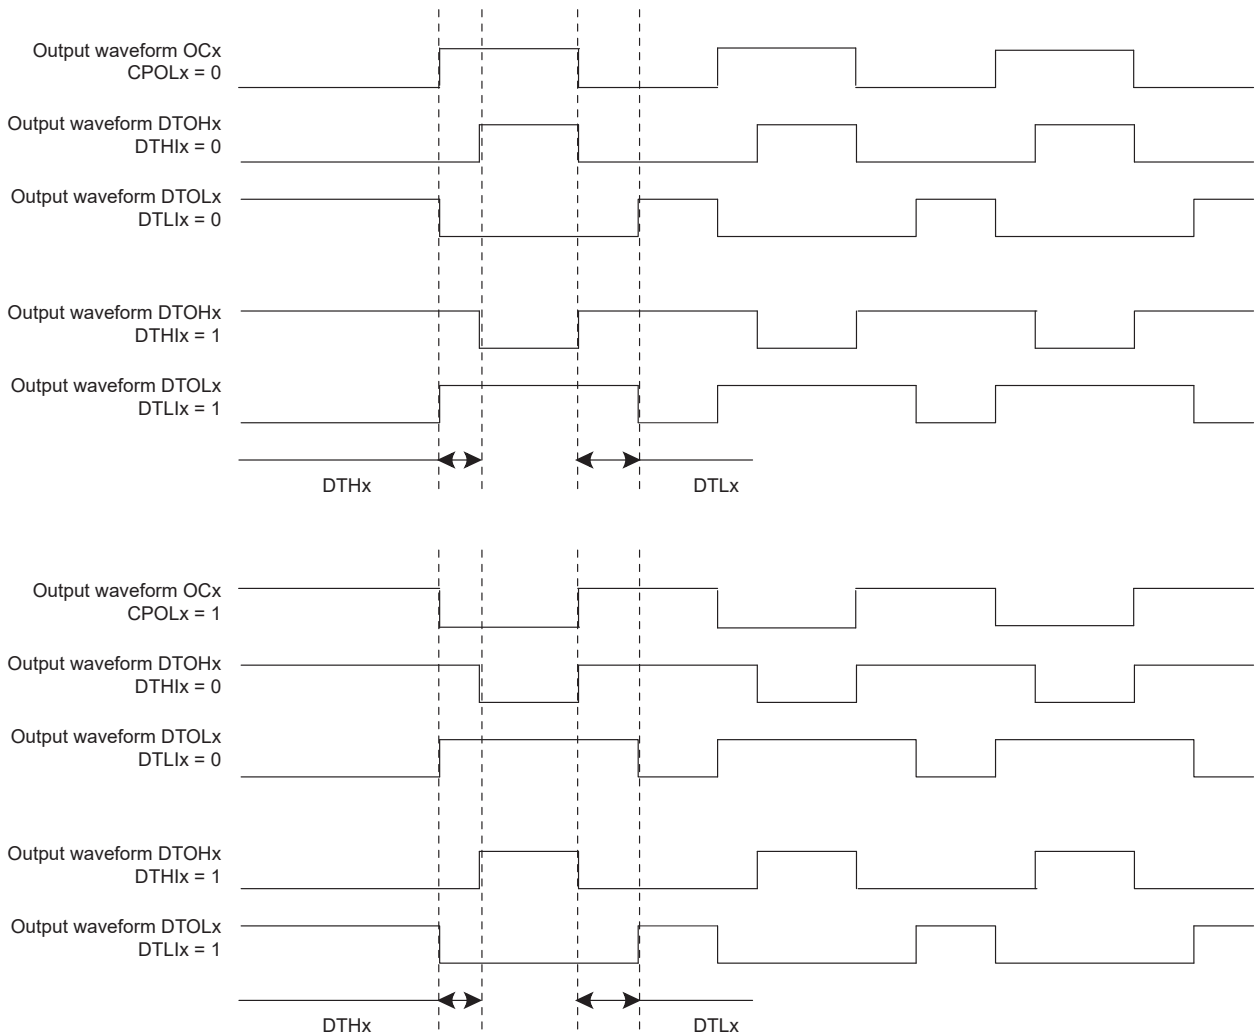 Output waveform OCx
CPOLx = 0
Output waveform DTOHx
DTHIx = 0
Output waveform DTOLx
DTLIx = 0
Output waveform DTOHx
DTHIx = 1
Output waveform DTOLx
DTLIx = 1
DTHx
DTLx
Output waveform OCx
CPOLx = 1
Output waveform DTOHx
DTHIx = 0
Output waveform DTOLx
DTLIx = 0
Output waveform DTOHx
DTHIx = 1
Output waveform DTOLx
DTLIx = 1
DTHx
DTLx